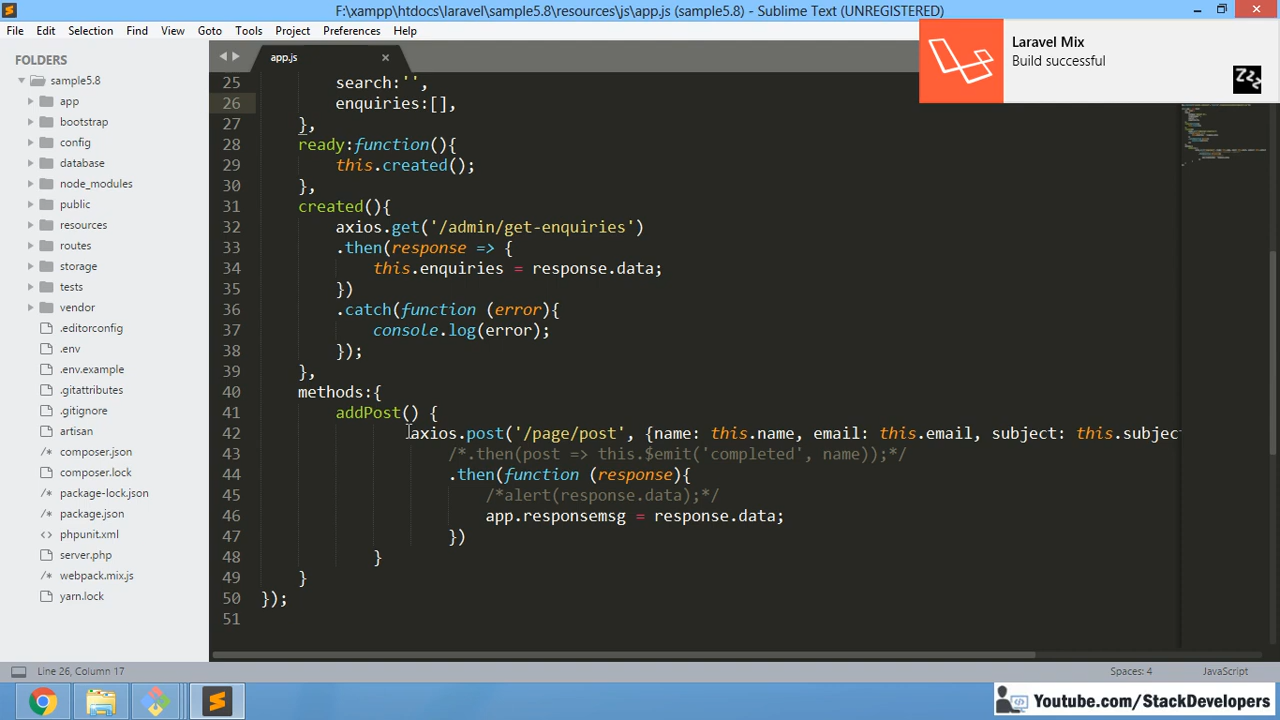 F:\xampp\htdocs\laravel\sample5.8\resources\js\app.js (sample5.8) - Sublime Text (UNREGISTERED)
File Edit Selection Find View Goto Tools Project Preferences Help
Laravel Mix
Build successful
zzz
FOLDERS
sample5.8
app
bootstrap
config
database
node_modules
public
resources
routes
storage
tests
vendor
.editorconfig
.env
.env.example
.gitattributes
.gitignore
artisan
composer.json
composer.lock
package-lock.json
package.json
phpunit.xml
server.php
webpack.mix.js
yarn.lock
app.js
25 search:'',
26 enquiries:[],
27 },
28 ready:function(){
29 this.created();
30 },
31 created(){
32 axios.get('/admin/get-enquiries')
33 .then(response => {
34 this.enquiries = response.data;
35 })
36 .catch(function (error){
37 console.log(error);
38 });
39 },
40 methods:{
41 addPost() {
42 axios.post('/page/post', {name: this.name, email: this.email, subject: this.subjec
43 /*.then(post => this.$emit('completed', name));*/
44 .then(function (response){
45 /*alert(response.data);*/
46 app.responsemsg = response.data;
47 })
48 }
49 }
50 });
51
Line 26, Column 17
Spaces: 4
JavaScript
Youtube.com/StackDevelopers